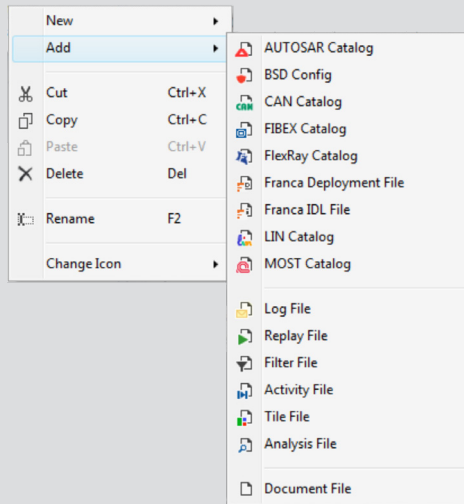 New
Add
Cut Ctrl+X
Copy Ctrl+C
Paste Ctrl+V
Delete Del
Rename F2
Change Icon
AUTOSAR Catalog
BSD Config
CAN Catalog
FIBEX Catalog
FlexRay Catalog
Franca Deployment File
Franca IDL File
LIN Catalog
MOST Catalog
Log File
Replay File
Filter File
Activity File
Tile File
Analysis File
Document File